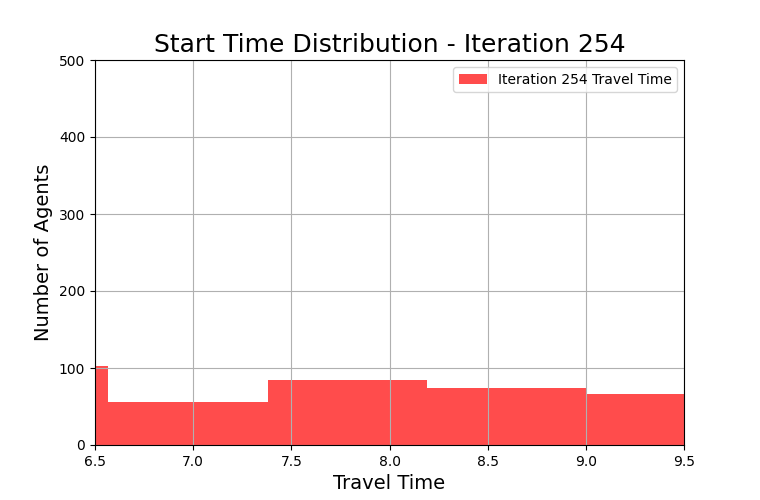 Start Time Distribution - Iteration 254
500
Iteration 254 Travel Time
400
300
200
100
0
Number of Agents
6.5 7.0 7.5 8.0 8.5 9.0 9.5
Travel Time